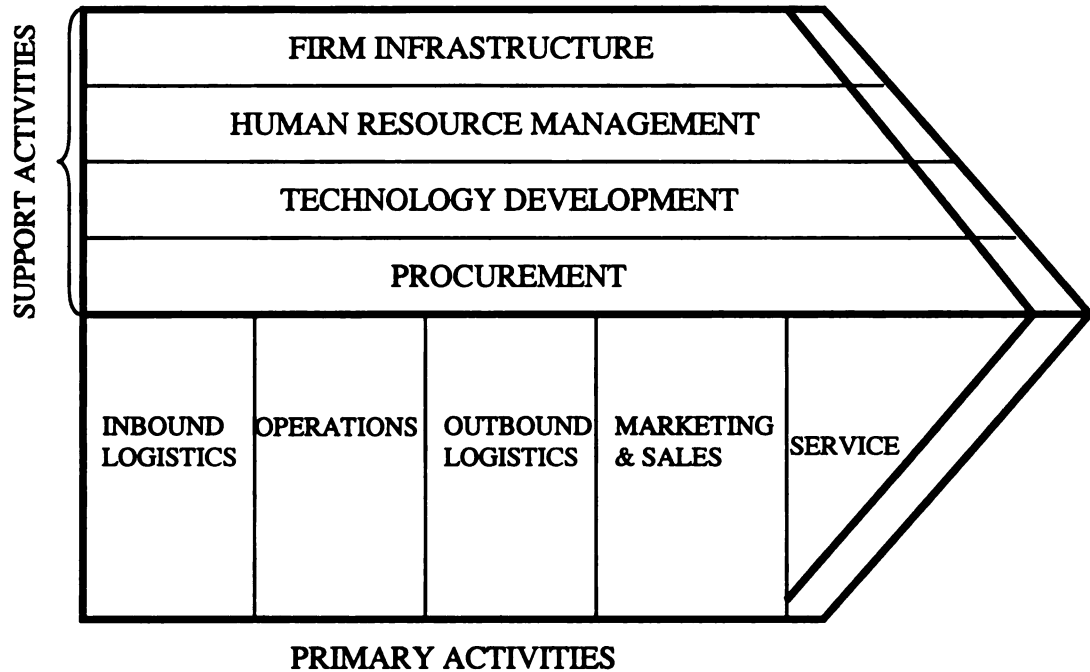 SUPPORT ACTIVITIES
FIRM INFRASTRUCTURE
HUMAN RESOURCE MANAGEMENT
TECHNOLOGY DEVELOPMENT
PROCUREMENT
INBOUND
LOGISTICS
OPERATIONS
OUTBOUND
LOGISTICS
MARKETING
& SALES
SERVICE
PRIMARY ACTIVITIES